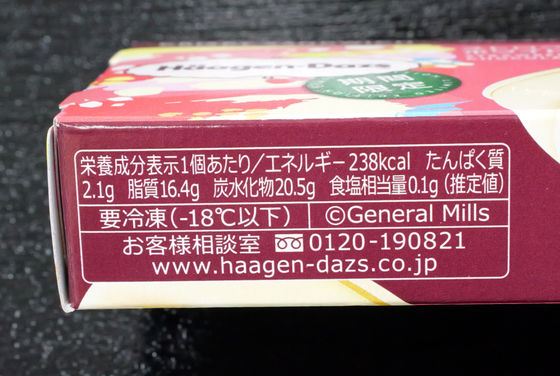 Häagen-Dazs
期間
限定
栄養成分表示1個あたり/エネルギー238kcal たんぱく質
2.1g 脂質16.4g 炭水化物20.5g 食塩相当量0.1g(推定値)
要冷凍(-18℃以下) ©General Mills
お客様相談室 0120-190821
www.haagen-dazs.co.jp